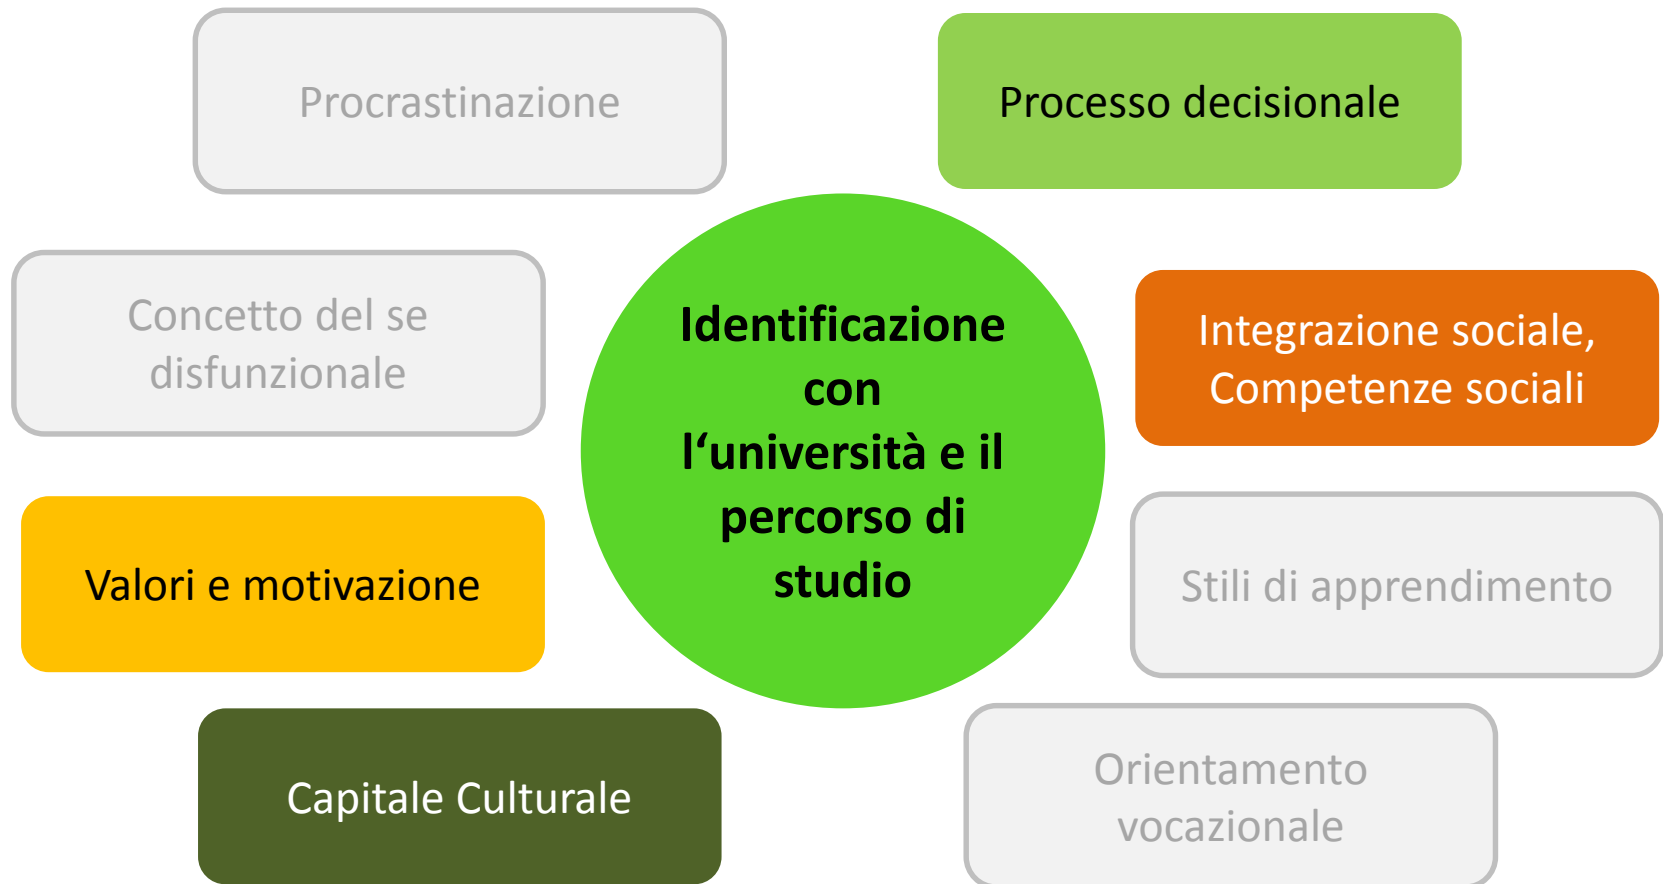 Procrastinazione
Processo decisionale
Concetto del se
disfunzionale
Identificazione
con
l‘università e il
percorso di
studio
Integrazione sociale,
Competenze sociali
Valori e motivazione
Stili di apprendimento
Capitale Culturale
Orientamento
vocazionale